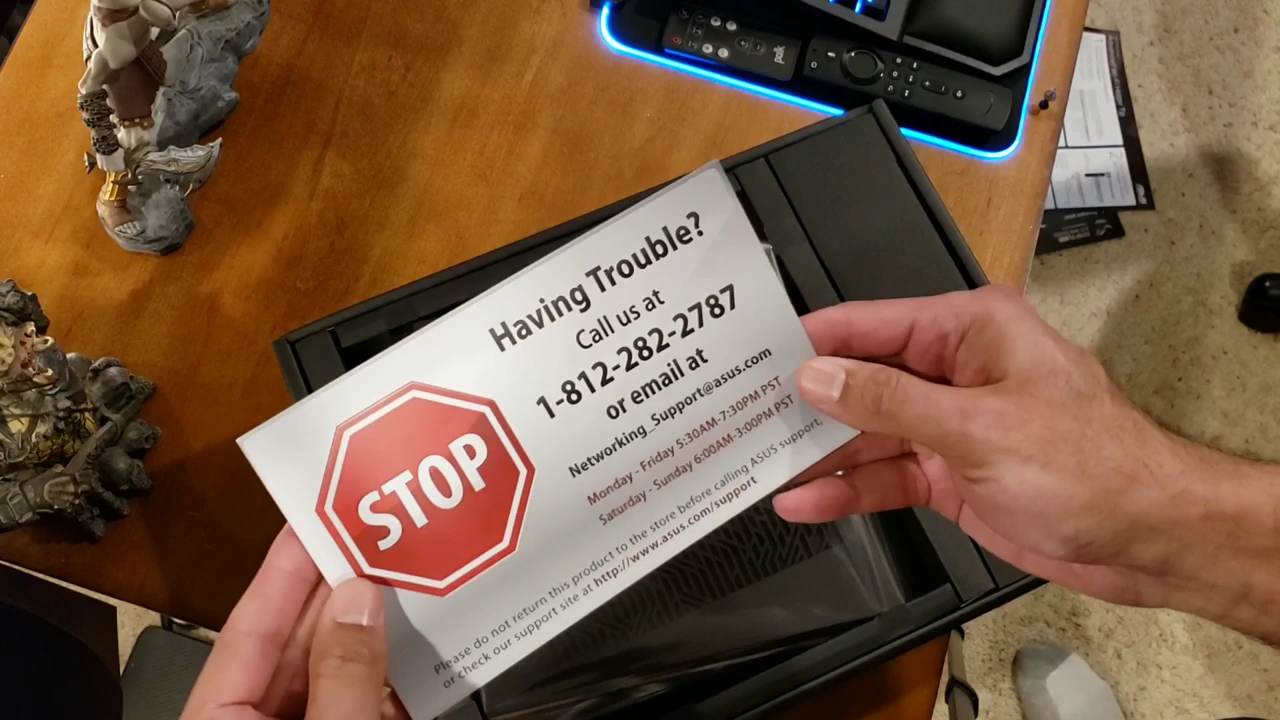 Having Trouble?
Call us at
1-812-282-2787
or email at
Networking_Support@asus.com
Monday - Friday 5:30AM-7:30PM PST
Saturday - Sunday 6:00AM-3:00PM PST
Please do not return this product to the store before calling ASUS support,
or check our support site at http://www.asus.com/support
STOP
polk